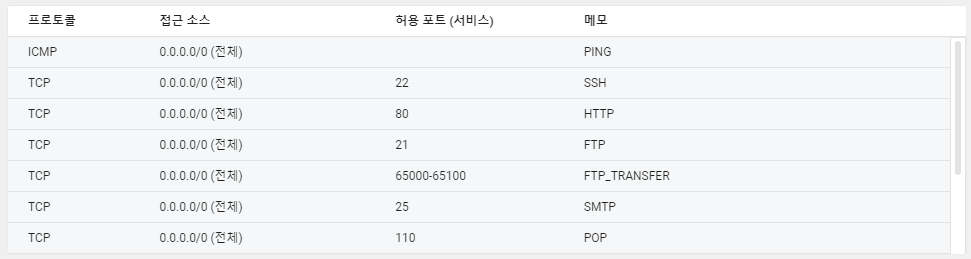 프로토콜 접근 소스 허용 포트 (서비스) 메모
ICMP 0.0.0.0/0 (전체) PING
TCP 0.0.0.0/0 (전체) 22 SSH
TCP 0.0.0.0/0 (전체) 80 HTTP
TCP 0.0.0.0/0 (전체) 21 FTP
TCP 0.0.0.0/0 (전체) 65000-65100 FTP_TRANSFER
TCP 0.0.0.0/0 (전체) 25 SMTP
TCP 0.0.0.0/0 (전체) 110 POP